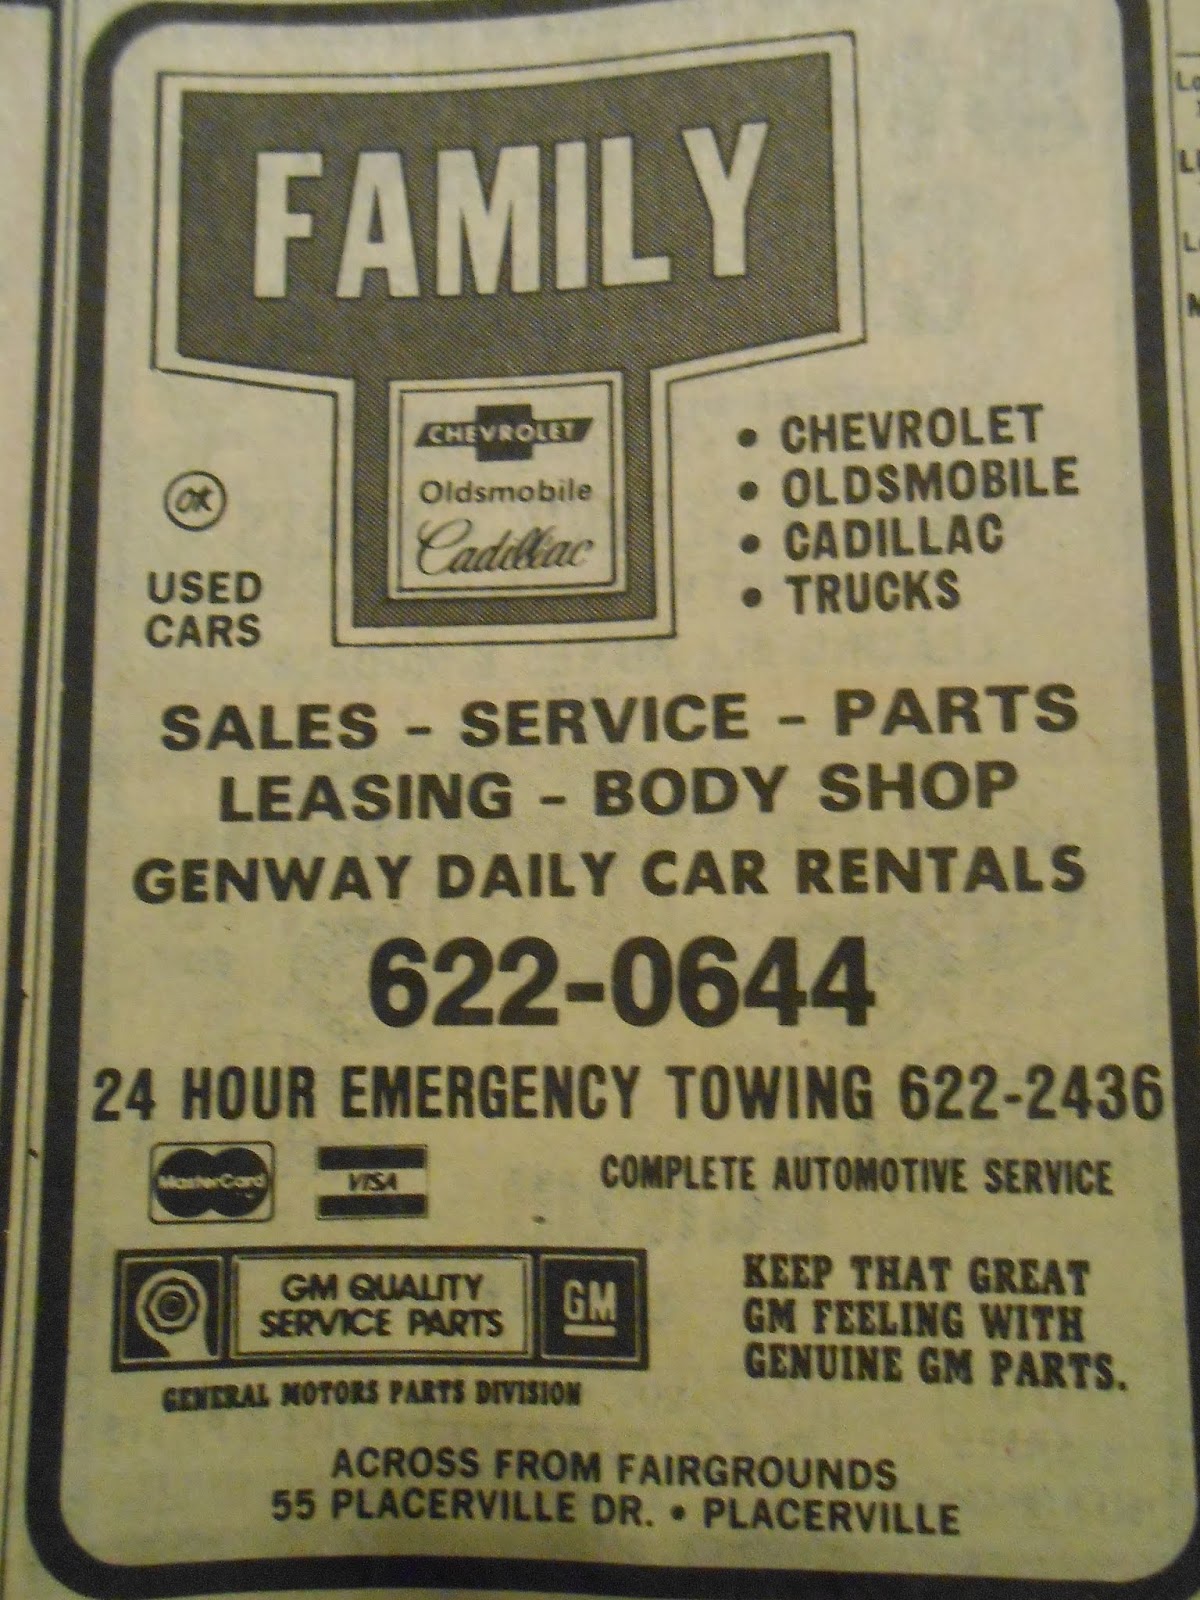 FAMILY
CHEVROLET
Oldsmobile
Cadillac
OK
USED
CARS
• CHEVROLET
• OLDSMOBILE
• CADILLAC
• TRUCKS
SALES - SERVICE - PARTS
LEASING - BODY SHOP
GENWAY DAILY CAR RENTALS
622-0644
24 HOUR EMERGENCY TOWING 622-2436
MasterCard
VISA
COMPLETE AUTOMOTIVE SERVICE
GM QUALITY
SERVICE PARTS
GM
GENERAL MOTORS PARTS DIVISION
KEEP THAT GREAT
GM FEELING WITH
GENUINE GM PARTS.
ACROSS FROM FAIRGROUNDS
55 PLACERVILLE DR. • PLACERVILLE